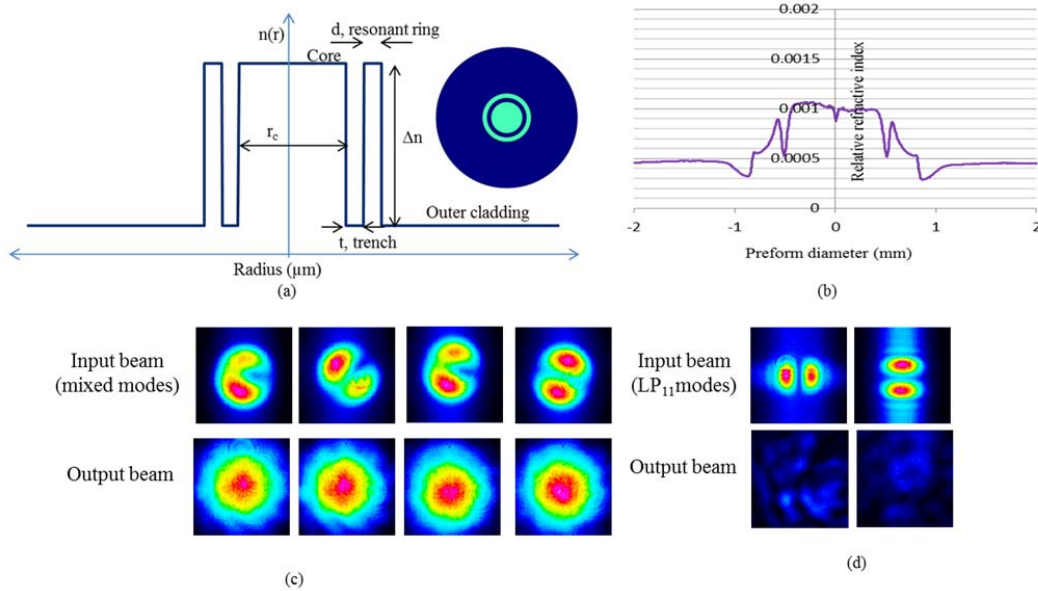 n(r)
d, resonant ring
Core
r_c
Δn
Outer cladding
t, trench
Radius (µm)
(a)
0.002
0.0015
0.001
0.0005
0
Relative refractive index
-2
-1
0
1
2
Preform diameter (mm)
(b)
Input beam
(mixed modes)
Output beam
(c)
Input beam
(LP₁₁modes)
Output beam
(d)